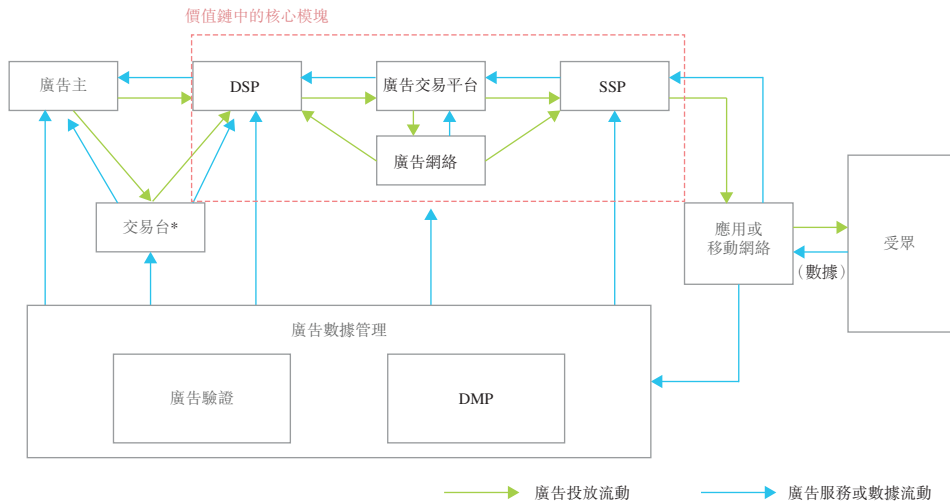 價值鏈中的核心模塊
廣告主
DSP
廣告交易平台
SSP
廣告網絡
交易台*
應用或
移動網絡
(數據)
受眾
廣告數據管理
廣告驗證
DMP
廣告投放流動
廣告服務或數據流動